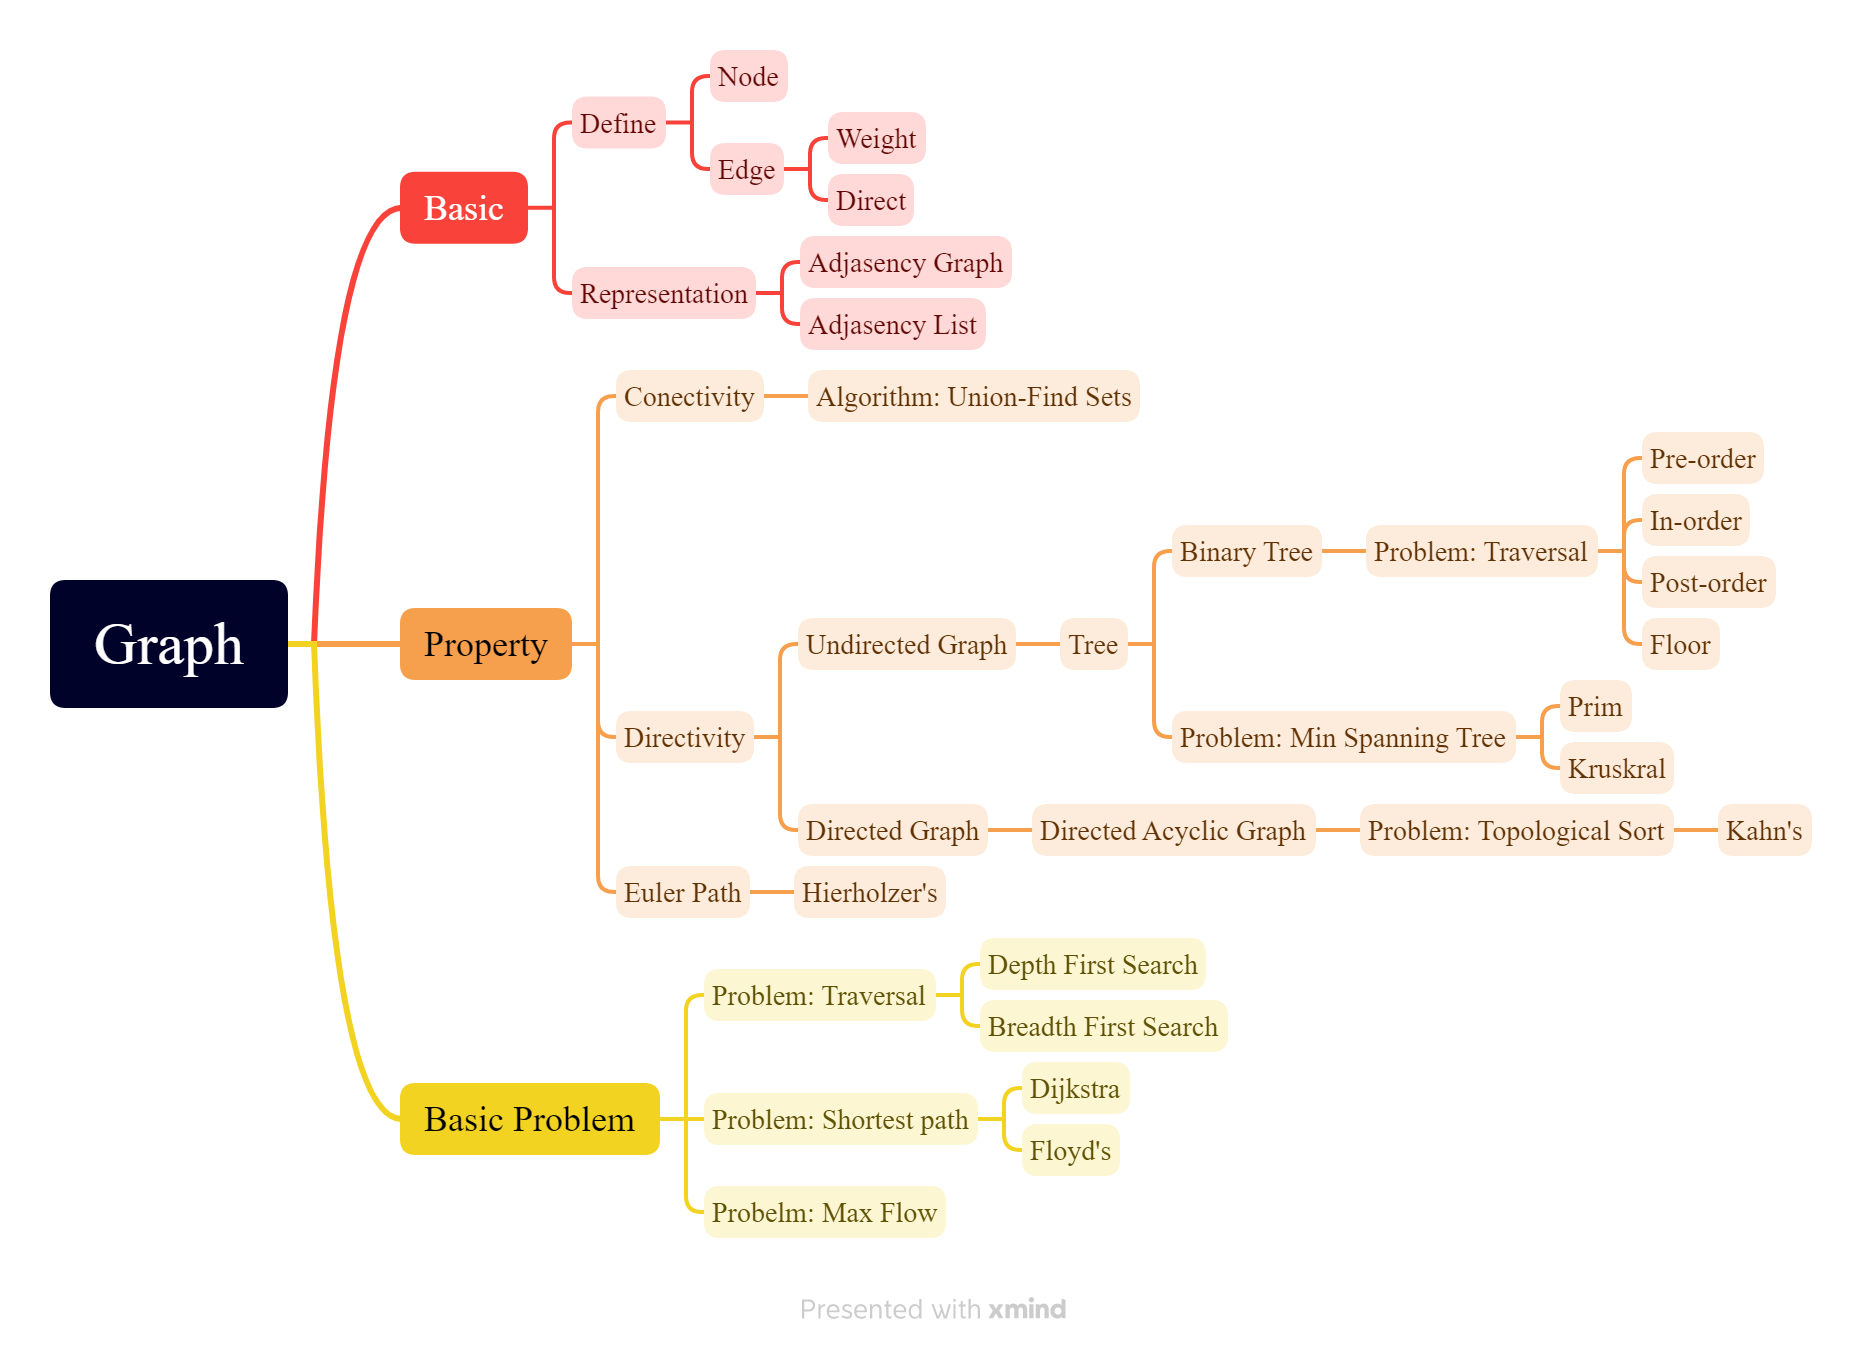 Graph
Basic
Define
Node
Edge
Weight
Direct
Representation
Adjasency Graph
Adjasency List
Property
Conectivity
Algorithm: Union-Find Sets
Directivity
Undirected Graph
Tree
Binary Tree
Problem: Traversal
Pre-order
In-order
Post-order
Floor
Problem: Min Spanning Tree
Prim
Kruskral
Directed Graph
Directed Acyclic Graph
Problem: Topological Sort
Kahn's
Euler Path
Hierholzer's
Basic Problem
Problem: Traversal
Depth First Search
Breadth First Search
Problem: Shortest path
Dijkstra
Floyd's
Probelm: Max Flow
Presented with xmind